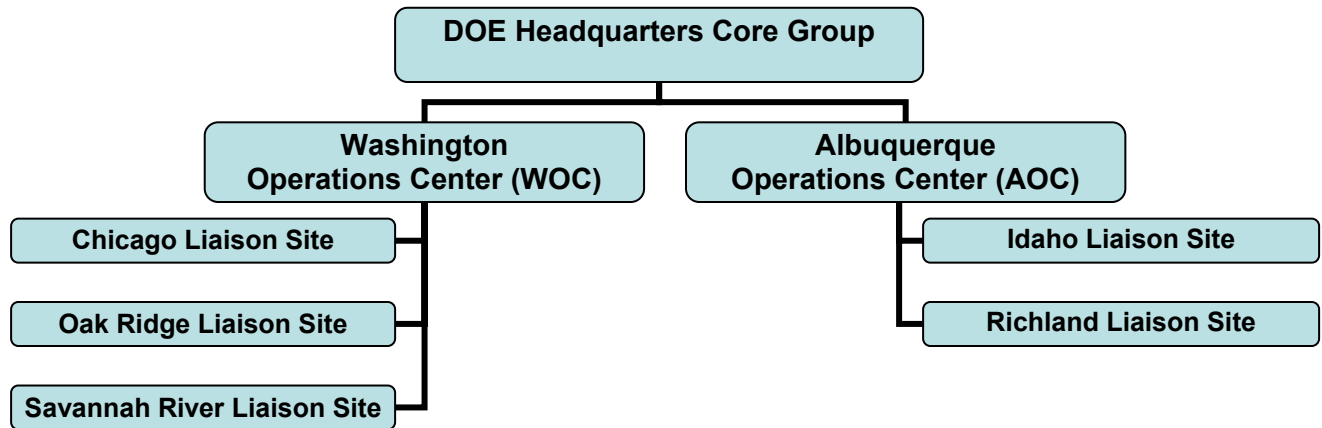 DOE Headquarters Core Group
Washington
Operations Center (WOC)
Albuquerque
Operations Center (AOC)
Chicago Liaison Site
Oak Ridge Liaison Site
Savannah River Liaison Site
Idaho Liaison Site
Richland Liaison Site